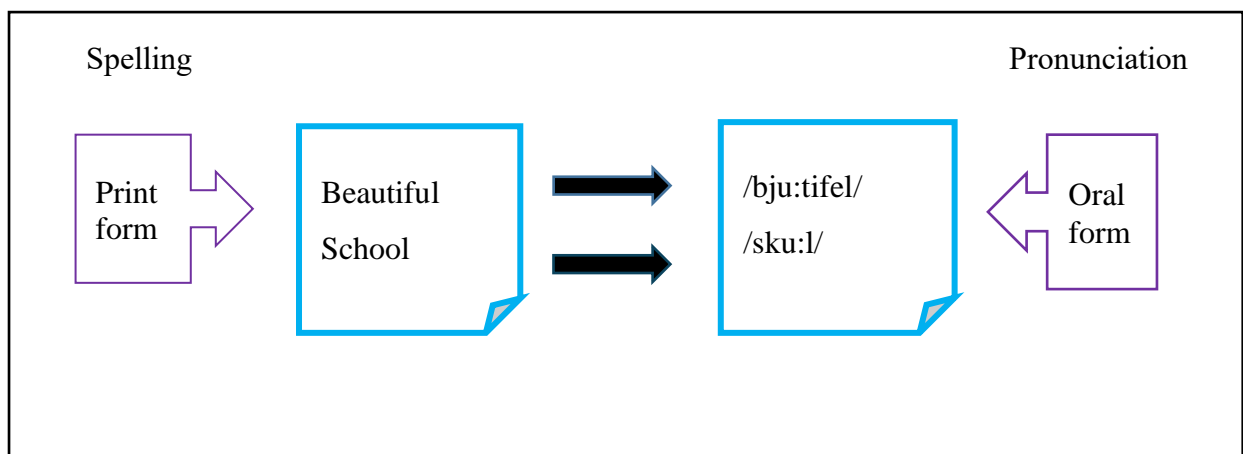 Spelling
Pronunciation
Print
form
Beautiful
School
/bju:tifel/
/sku:l/
Oral
form